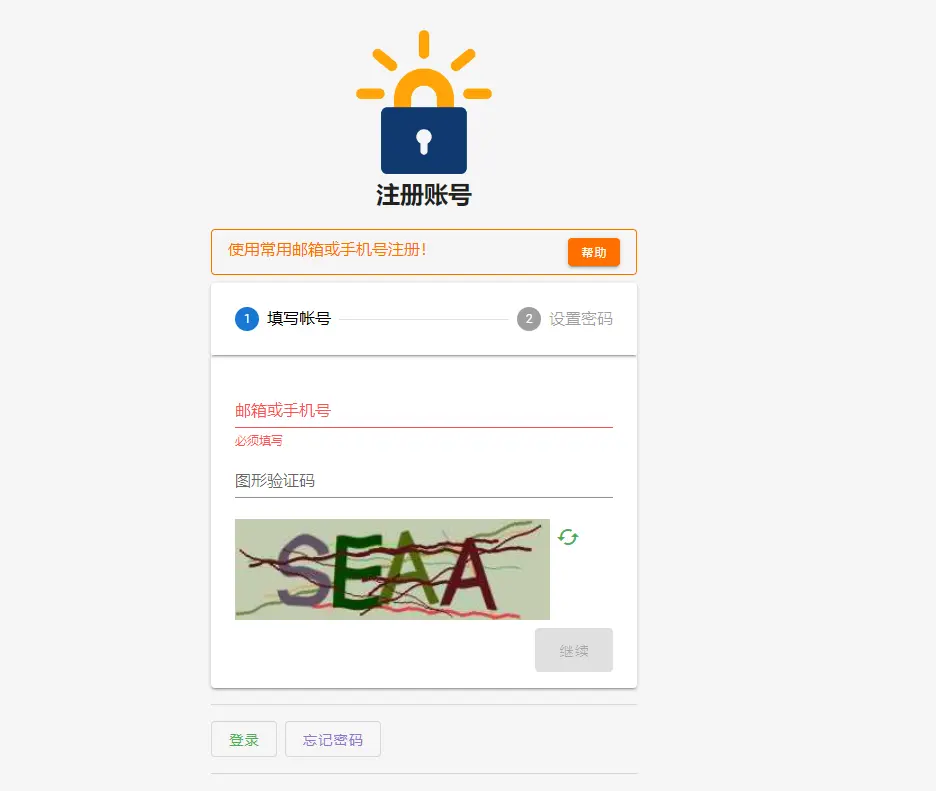 注册账号
使用常用邮箱或手机号注册！
帮助
1 填写帐号
2 设置密码
邮箱或手机号
必须填写
图形验证码
SEAA
继续
登录 忘记密码